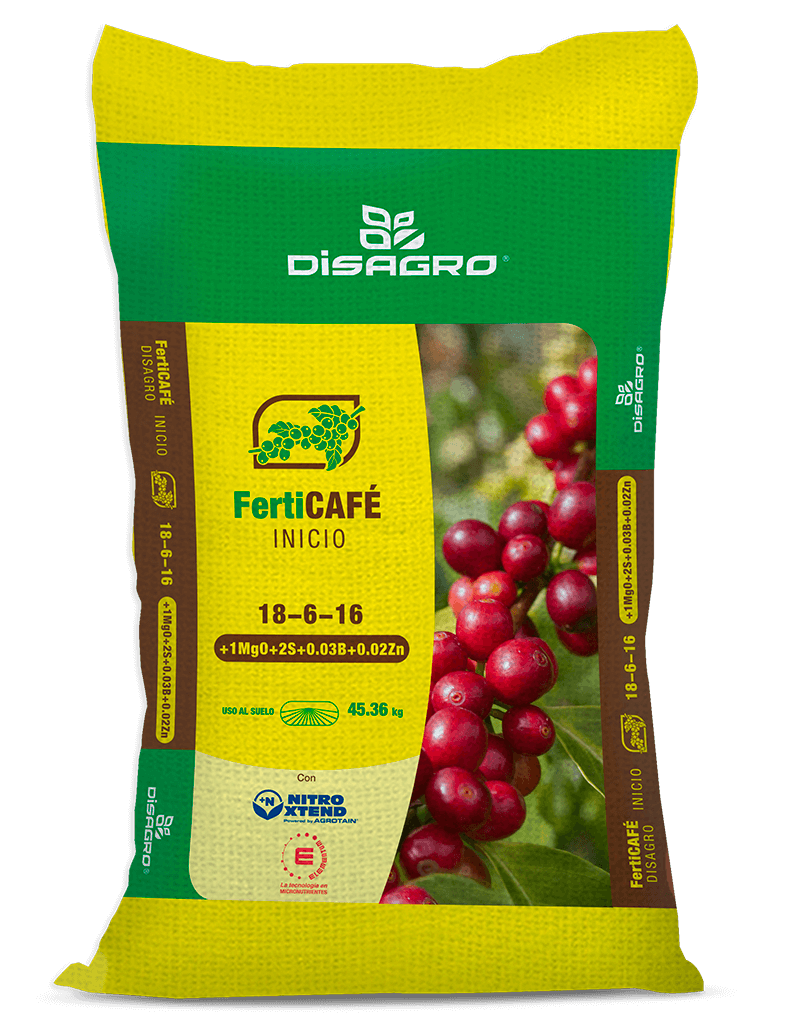 DISAGRO®
FertiCAFÉ
INICIO
18-6-16
+1MgO+2S+0.03B+0.02Zn
USO AL SUELO
45.36 kg
Con
+N
NITRO
XTEND
Powered by AGROTAIN®
E
ELEMMENTUM
La tecnología en
MICRONUTRIENTES
FertiCAFÉ INICIO
DISAGRO
18-6-16
+1MgO+2S+0.03B+0.02Zn
DISAGRO®
DISAGRO®
+1MgO+2S+0.03B+0.02Zn
18-6-16
FertiCAFÉ INICIO
DISAGRO